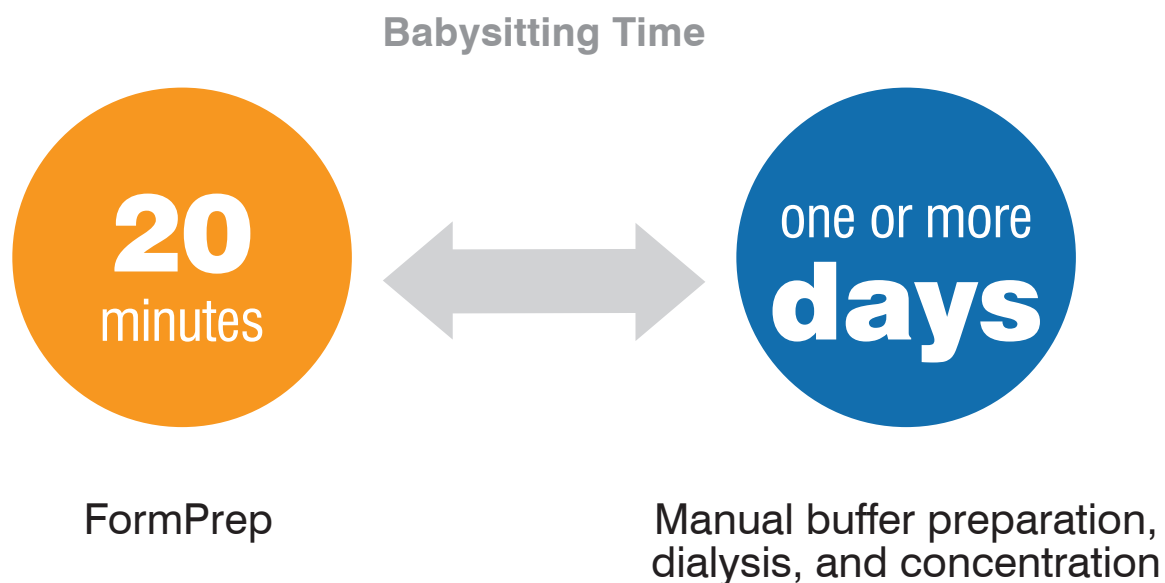 Babysitting Time
20
minutes
one or more
days
FormPrep
Manual buffer preparation,
dialysis, and concentration